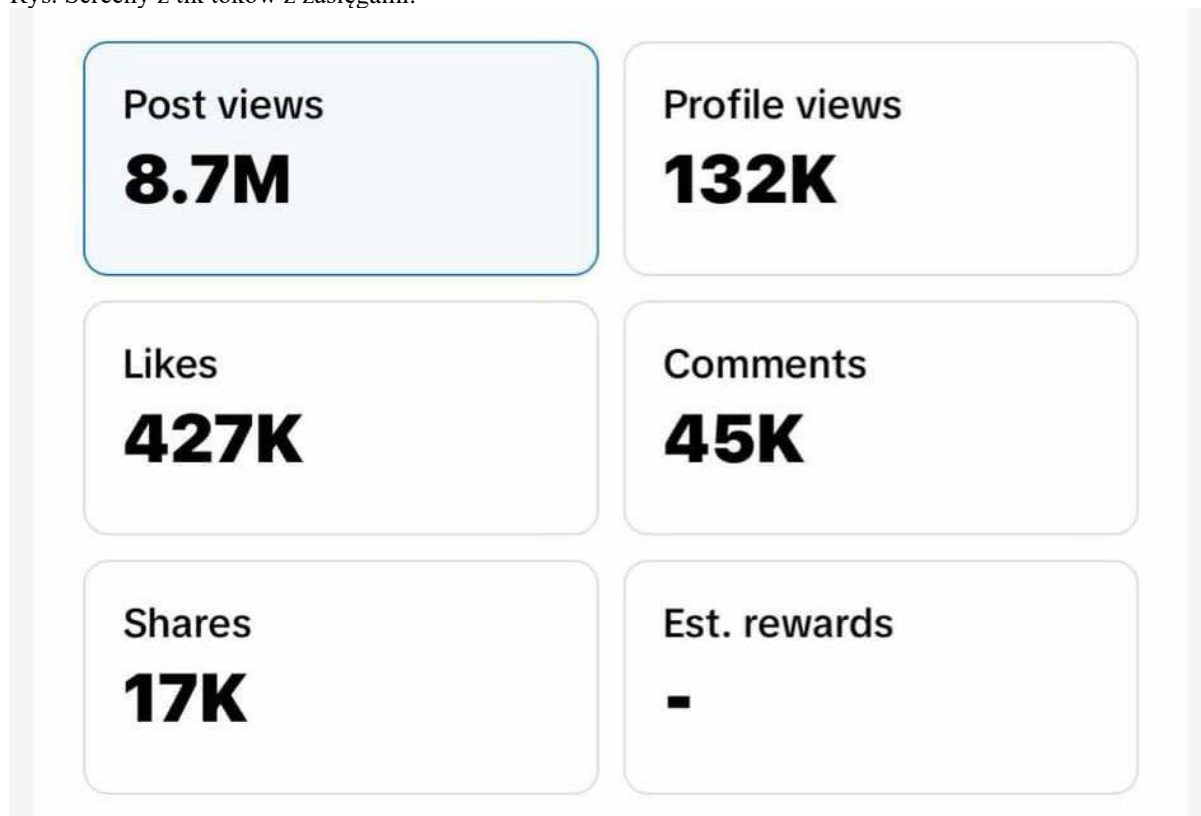 Rys. Screeny z tik toków z zasięgami.
Post views
8.7M
Profile views
132K
Likes
427K
Comments
45K
Shares
17K
Est. rewards
-